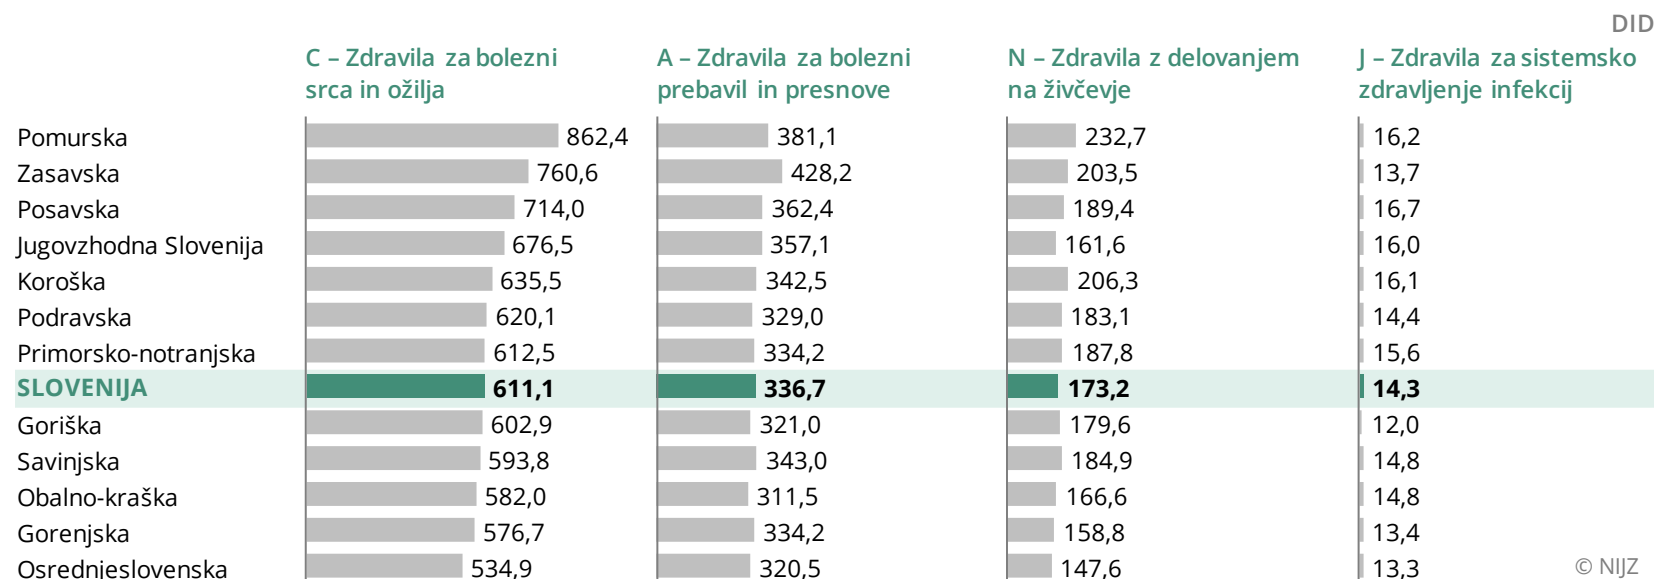 DID
C – Zdravila za bolezni srca in ožilja
A – Zdravila za bolezni prebavil in presnove
N – Zdravila z delovanjem na živčevje
J – Zdravila za sistemsko zdravljenje infekcij
Pomurska 862,4 381,1 232,7 16,2
Zasavska 760,6 428,2 203,5 13,7
Posavska 714,0 362,4 189,4 16,7
Jugovzhodna Slovenija 676,5 357,1 161,6 16,0
Koroška 635,5 342,5 206,3 16,1
Podravska 620,1 329,0 183,1 14,4
Primorsko-notranjska 612,5 334,2 187,8 15,6
SLOVENIJA 611,1 336,7 173,2 14,3
Goriška 602,9 321,0 179,6 12,0
Savinjska 593,8 343,0 184,9 14,8
Obalno-kraška 582,0 311,5 166,6 14,8
Gorenjska 576,7 334,2 158,8 13,4
Osrednjeslovenska 534,9 320,5 147,6 13,3
© NIJZ